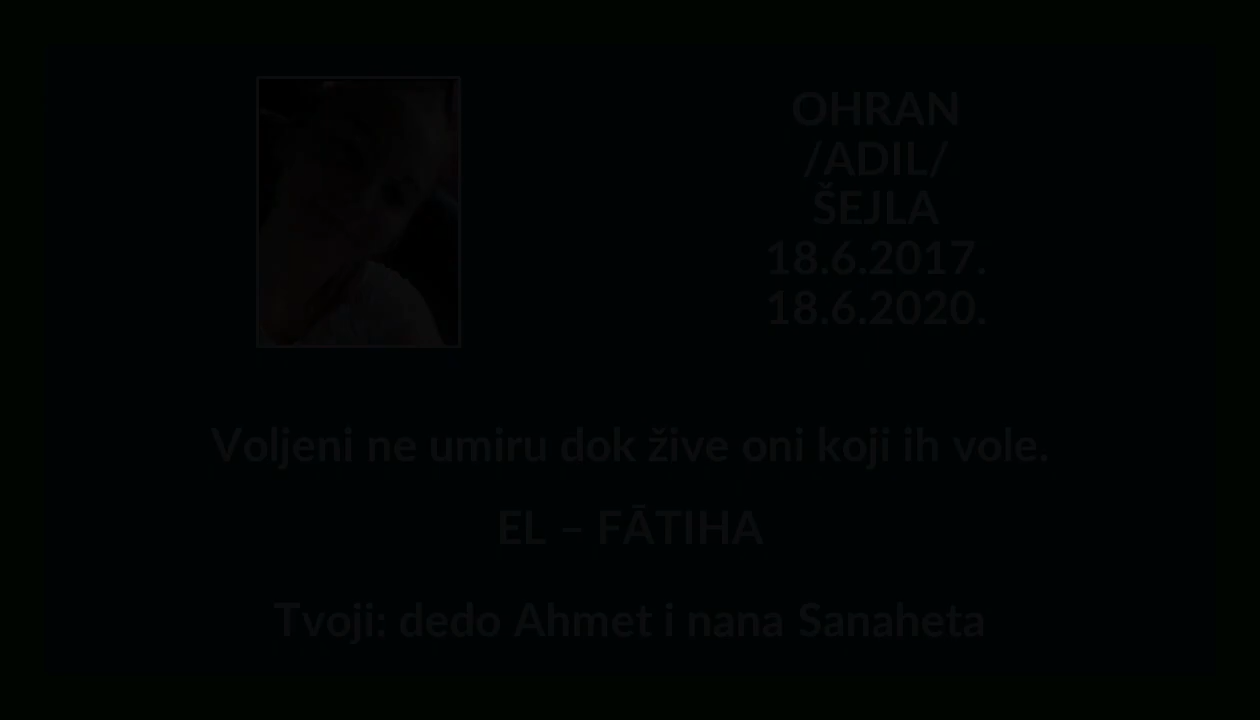 OHRAN
/ADIL/
ŠEJLA
18.6.2017.
18.6.2020.
Voljeni ne umiru dok žive oni koji ih vole.
EL – FĀTIHA
Tvoji: dedo Ahmet i nana Sanaheta